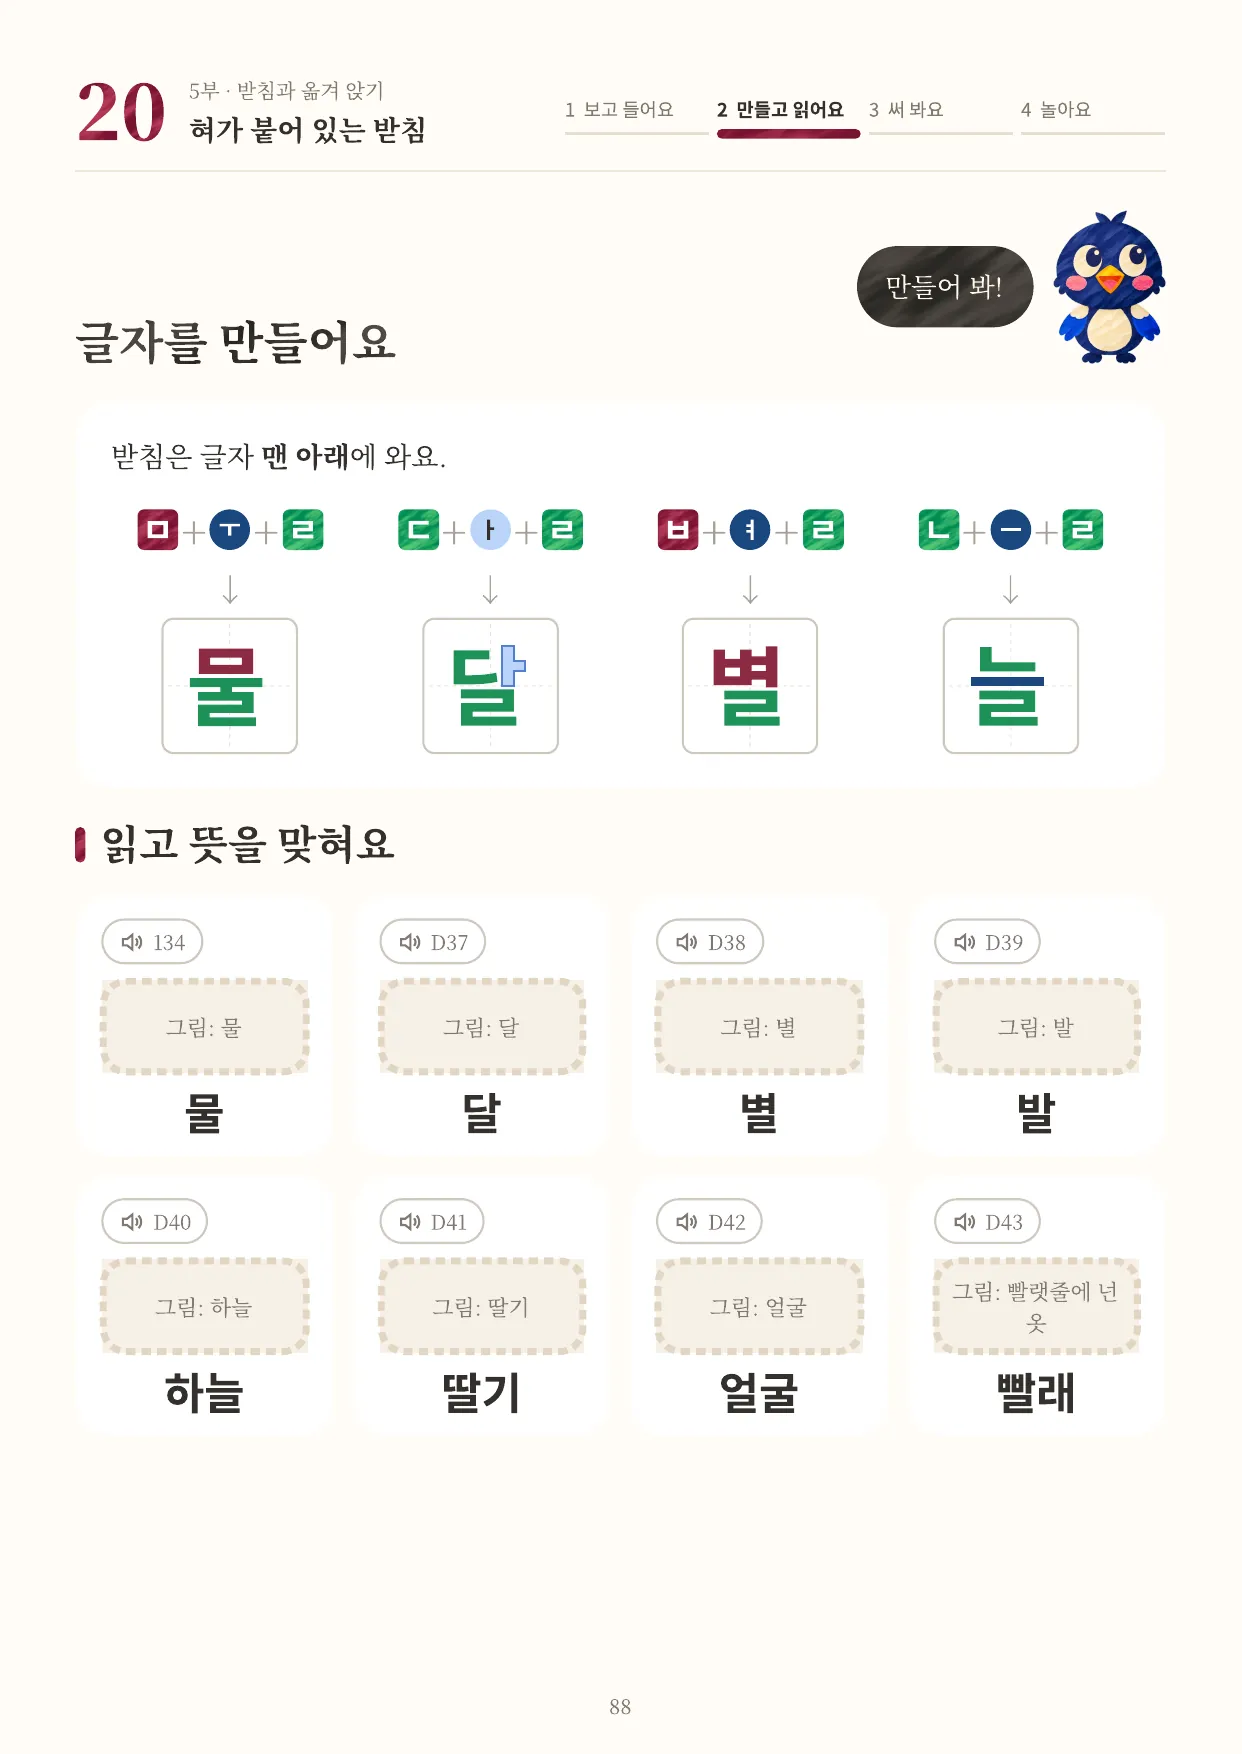 20
5부 · 받침과 옮겨 앉기
혀가 붙어 있는 받침
1 보고 들어요
2 만들고 읽어요
3 써 봐요
4 놀아요
만들어 봐!
글자를 만들어요
받침은 글자 맨 아래에 와요.
ㅁ+ㅜ+ㄹ
ㄷ+ㅏ+ㄹ
ㅂ+ㅕ+ㄹ
ㄴ+ㅡ+ㄹ
↓ ↓ ↓ ↓
물 달 별 늘
읽고 뜻을 맞혀요
134
그림: 물
물
D37
그림: 달
달
D38
그림: 별
별
D39
그림: 발
발
D40
그림: 하늘
하늘
D41
그림: 딸기
딸기
D42
그림: 얼굴
얼굴
D43
그림: 빨랫줄에 넌
옷
빨래
88